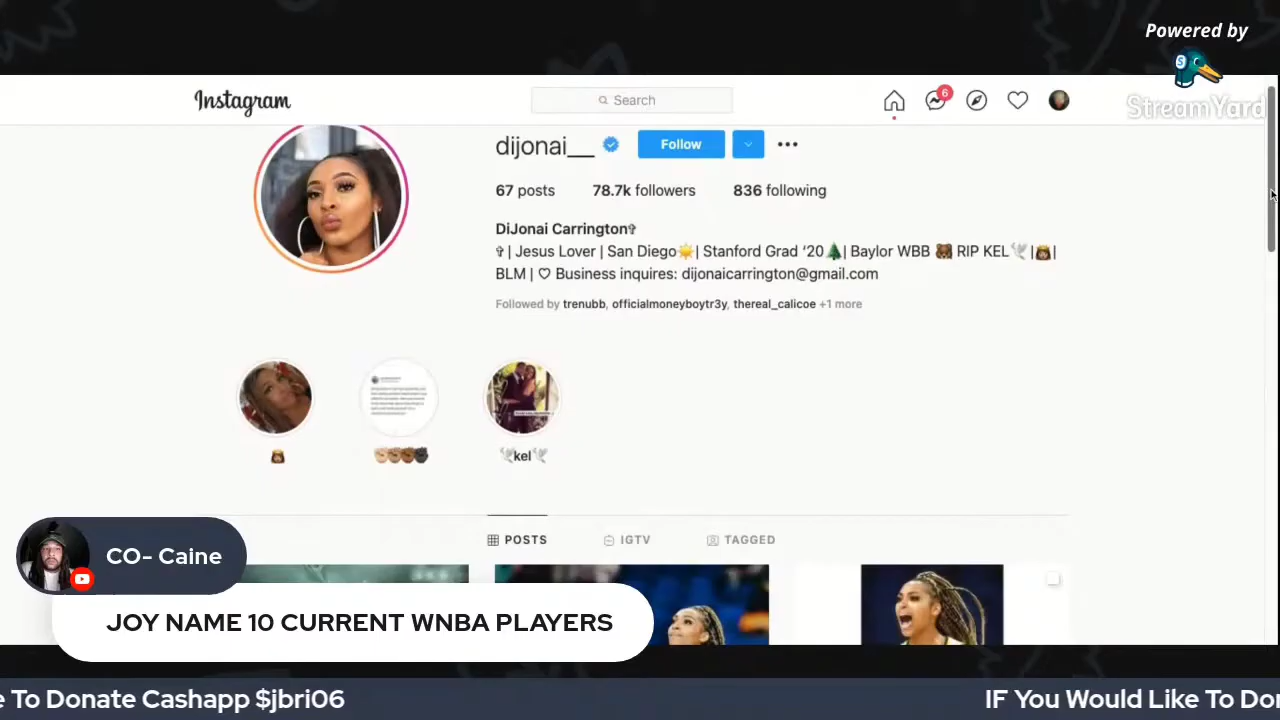 Powered by
StreamYard
Instagram
Search
6
dijonai__
Follow
67 posts 78.7k followers 836 following
DiJonai Carrington✞
✞| Jesus Lover | San Diego☀️| Stanford Grad ‘20🌲| Baylor WBB 🐻 RIP KEL🕊|👸🏾|
BLM | ♡ Business inquires: dijonaicarrington@gmail.com
Followed by trenubb, officialmoneyboytr3y, thereal_calicoe +1 more
👸🏾
✊🏼✊🏽✊🏾✊🏿
🕊kel🕊
POSTS IGTV TAGGED
CO- Caine
JOY NAME 10 CURRENT WNBA PLAYERS
e To Donate Cashapp $jbri06 IF You Would Like To Don